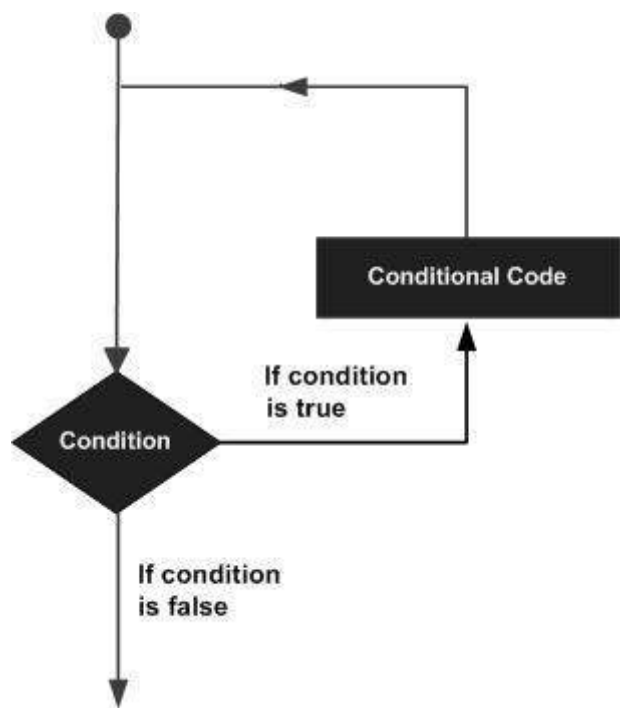 Conditional Code
If condition
is true
Condition
If condition
is false